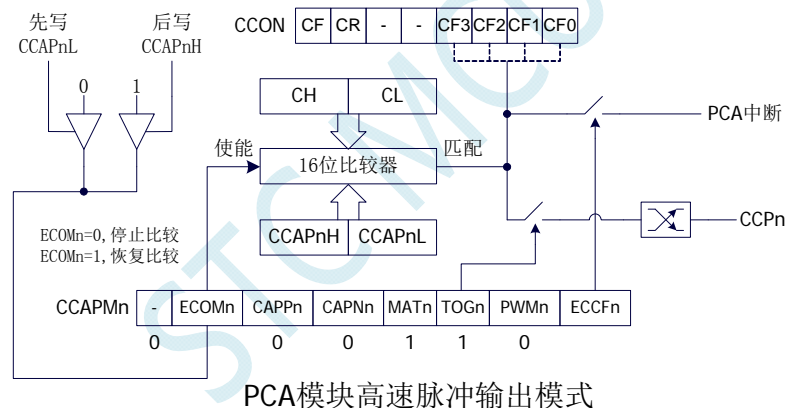 先写
CCAPnL
后写
CCAPnH
CCON CF CR - - CF3 CF2 CF1 CF0
0 1
CH CL
PCA中断
使能
16位比较器
匹配
CCPn
ECOMn=0,停止比较
ECOMn=1,恢复比较
CCAPnH CCAPnL
CCAPMn - ECOMn CAPPn CAPNn MATn TOGn PWMn ECCFn
0 0 0 1 1 0
PCA模块高速脉冲输出模式
STC MCU